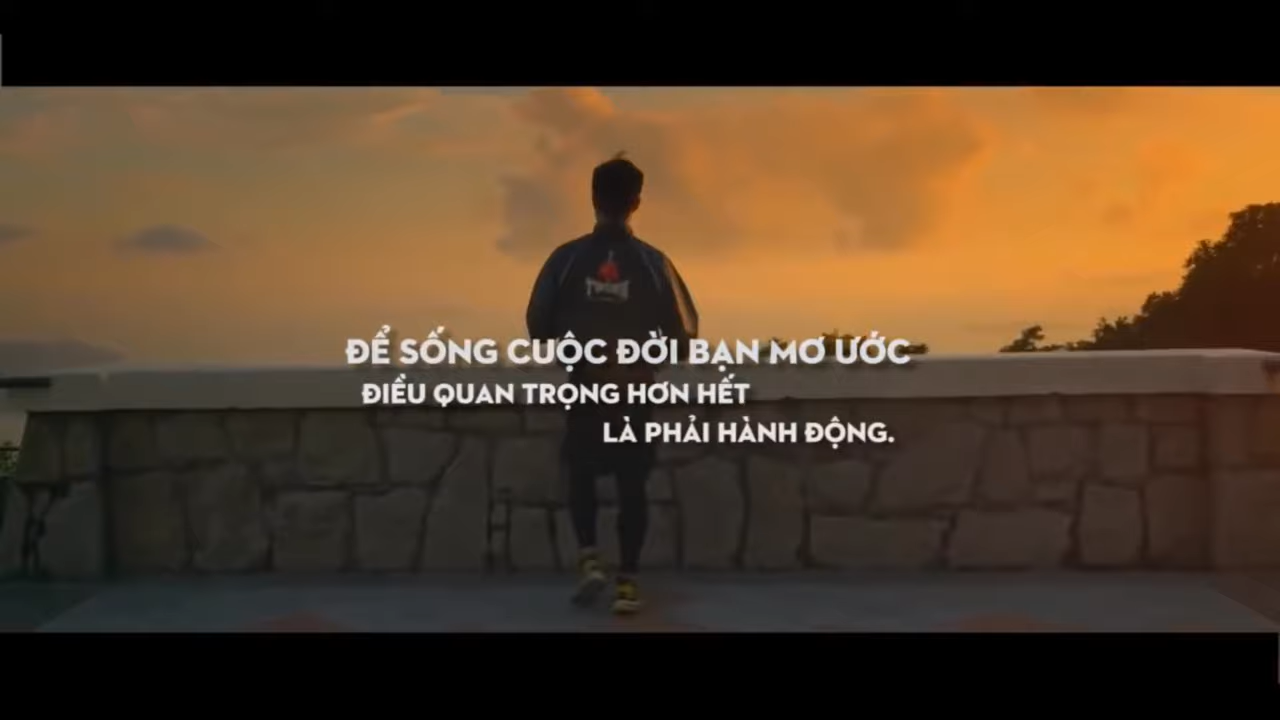 ĐỂ SỐNG CUỘC ĐỜI BẠN MƠ ƯỚC
ĐIỀU QUAN TRỌNG HƠN HẾT
LÀ PHẢI HÀNH ĐỘNG.